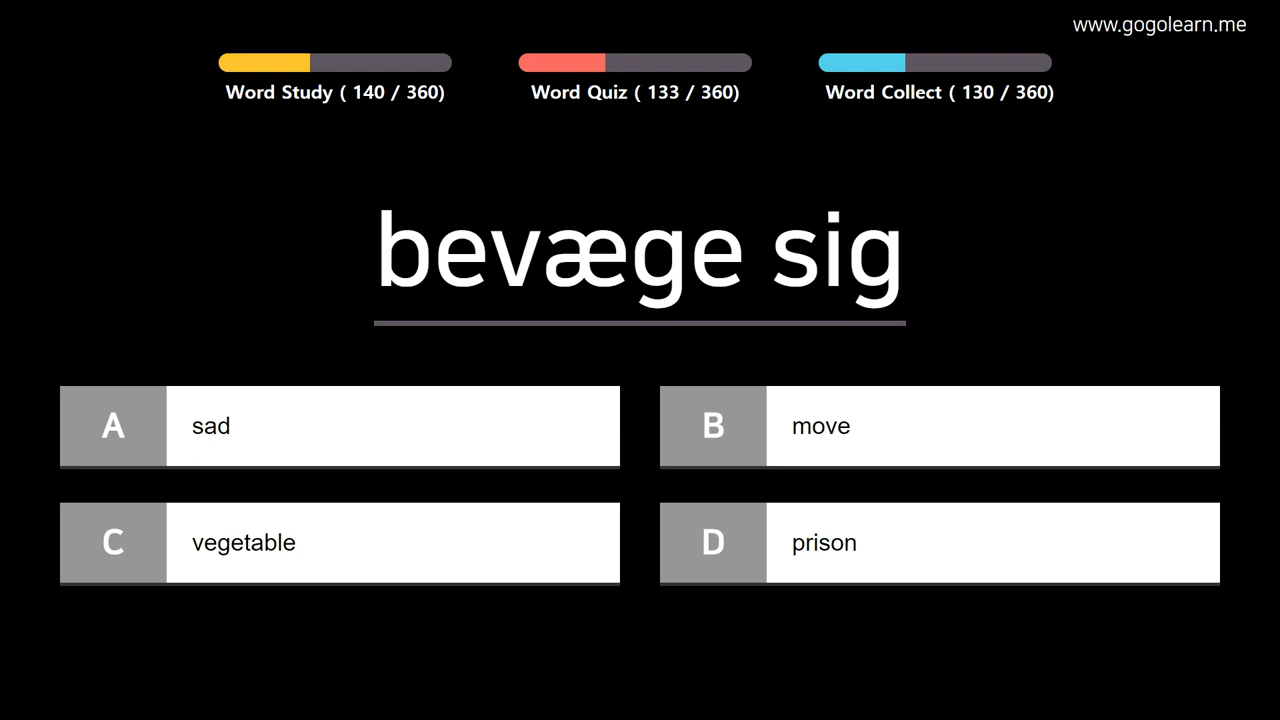 www.gogolearn.me
Word Study ( 140 / 360)
Word Quiz ( 133 / 360)
Word Collect ( 130 / 360)
bevæge sig
A
sad
B
move
C
vegetable
D
prison